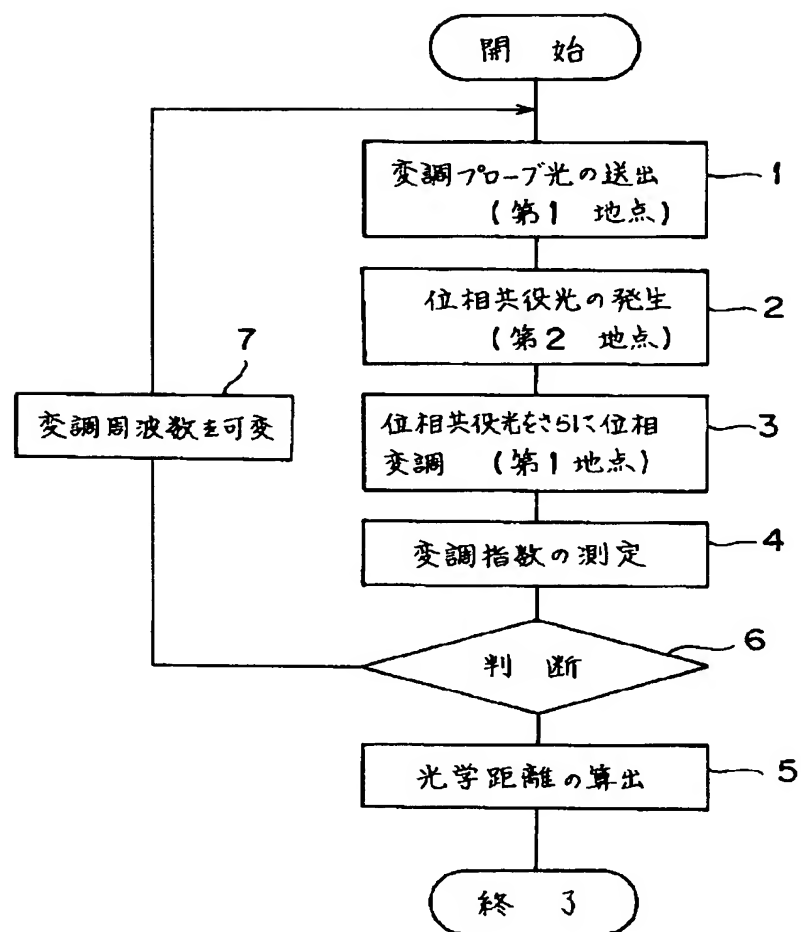 開 始
変調プローブ光の送出
(第1 地点)
1
位相共役光の発生
(第2 地点)
2
7
変調周波数を可変
位相共役光をさらに位相
変調 (第1地点)
3
変調指数の測定
4
判 断
6
光学距離の算出
5
終 了